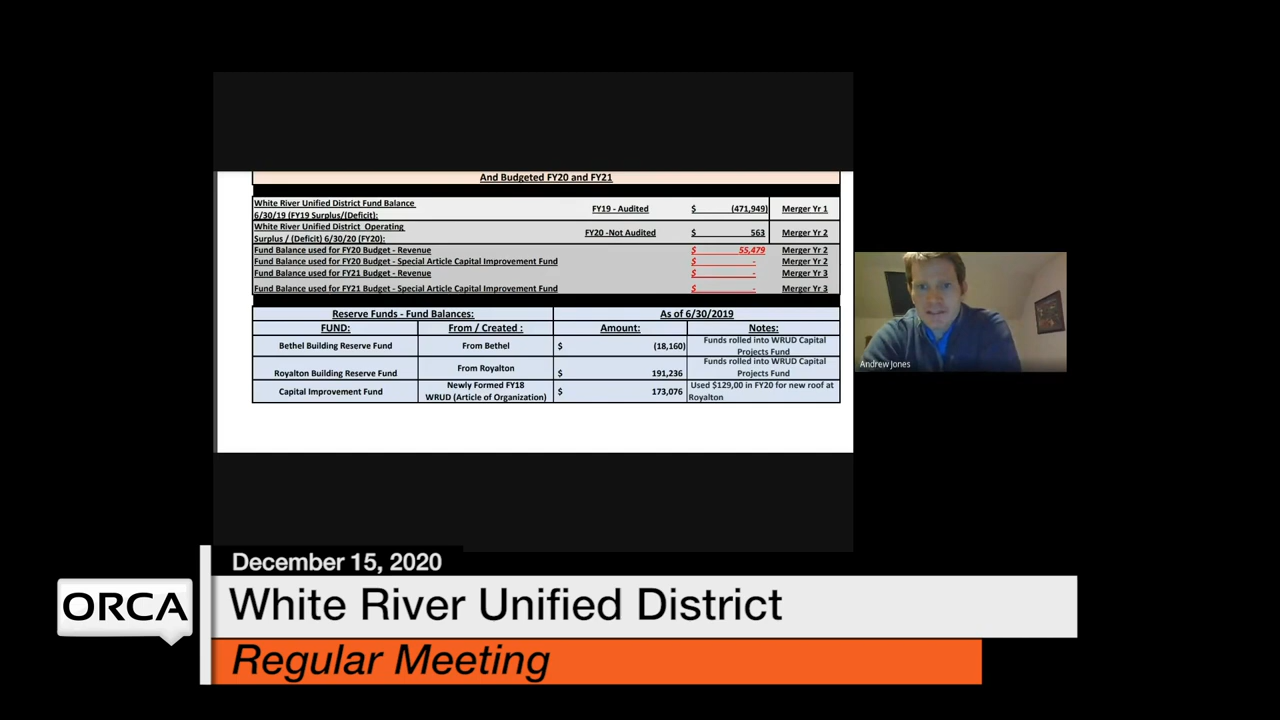 And Budgeted FY20 and FY21
White River Unified District Fund Balance
6/30/19 (FY19 Surplus/(Deficit): FY19 - Audited $ (471,949) Merger Yr 1
White River Unified District Operating
Surplus / (Deficit) 6/30/20 (FY20): FY20 -Not Audited $ 563 Merger Yr 2
Fund Balance used for FY20 Budget - Revenue $ 55,479 Merger Yr 2
Fund Balance used for FY20 Budget - Special Article Capital Improvement Fund $ - Merger Yr 2
Fund Balance used for FY21 Budget - Revenue $ - Merger Yr 3
Fund Balance used for FY21 Budget - Special Article Capital Improvement Fund $ - Merger Yr 3
Reserve Funds - Fund Balances: As of 6/30/2019
FUND: From / Created : Amount: Notes:
Bethel Building Reserve Fund From Bethel $ (18,160) Funds rolled into WRUD Capital
Projects Fund
Royalton Building Reserve Fund From Royalton $ 191,236 Funds rolled into WRUD Capital
Projects Fund
Capital Improvement Fund Newly Formed FY18 $ 173,076 Used $129,00 in FY20 for new roof at
WRUD (Article of Organization) Royalton
Andrew Jones
December 15, 2020
ORCA
White River Unified District
Regular Meeting